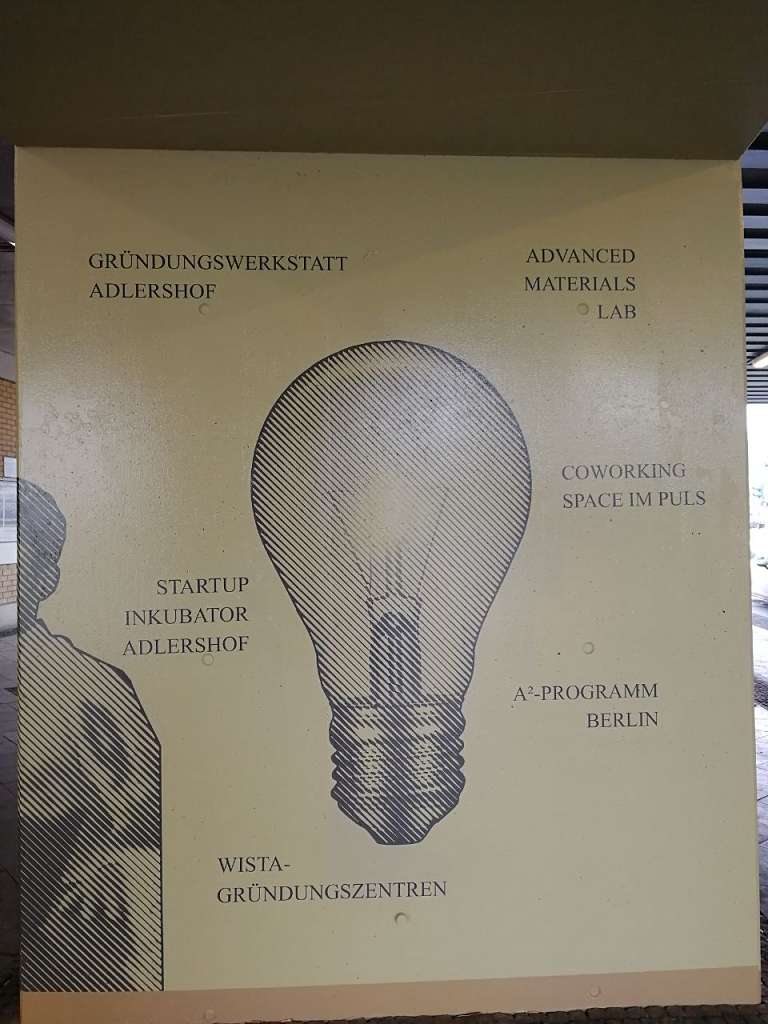 GRÜNDUNGSWERKSTATT
ADLERSHOF
ADVANCED
MATERIALS
LAB
COWORKING
SPACE IM PULS
STARTUP
INKUBATOR
ADLERSHOF
A²-PROGRAMM
BERLIN
WISTA-
GRÜNDUNGSZENTREN